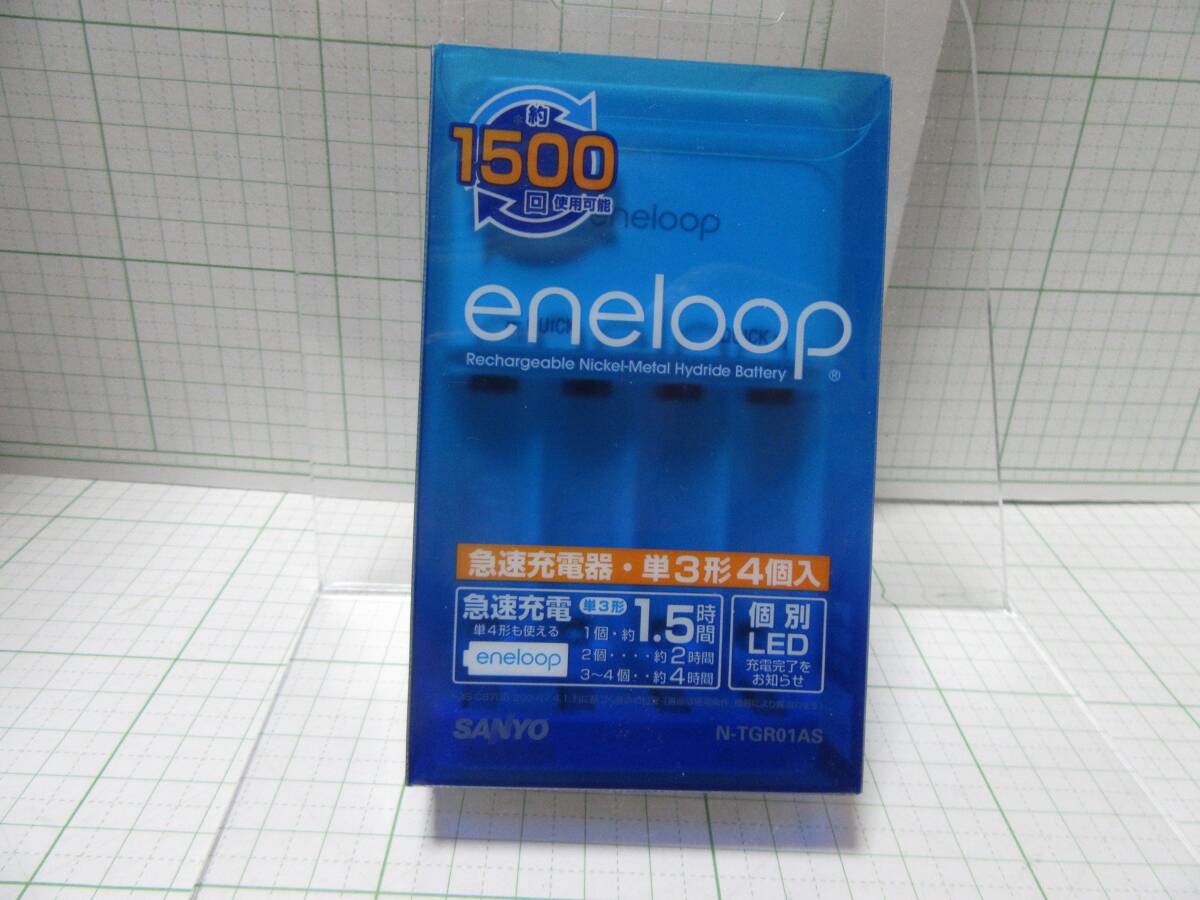 約
1500
回 使用可能
eneloop
eneloop
QUICK QUICK
Rechargeable Nickel-Metal Hydride Battery ®
急速充電器・単3形4個入
急速充電
単4形も使える
eneloop
単3形
1個・約1.5時間
2個・・・・約2時間
3〜4個・・約4時間
個別
LED
充電完了を
お知らせ
SANYO
N-TGR01AS